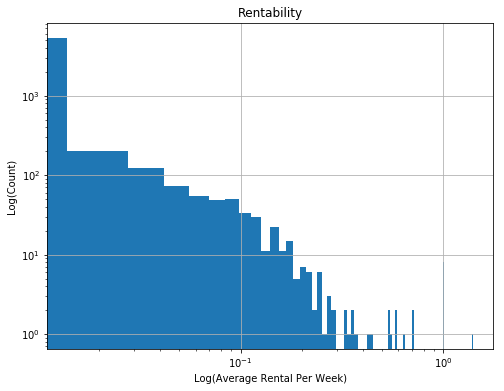 Rentability
Log(Count)
10³
10²
10¹
10⁰
10⁻¹
10⁰
Log(Average Rental Per Week)